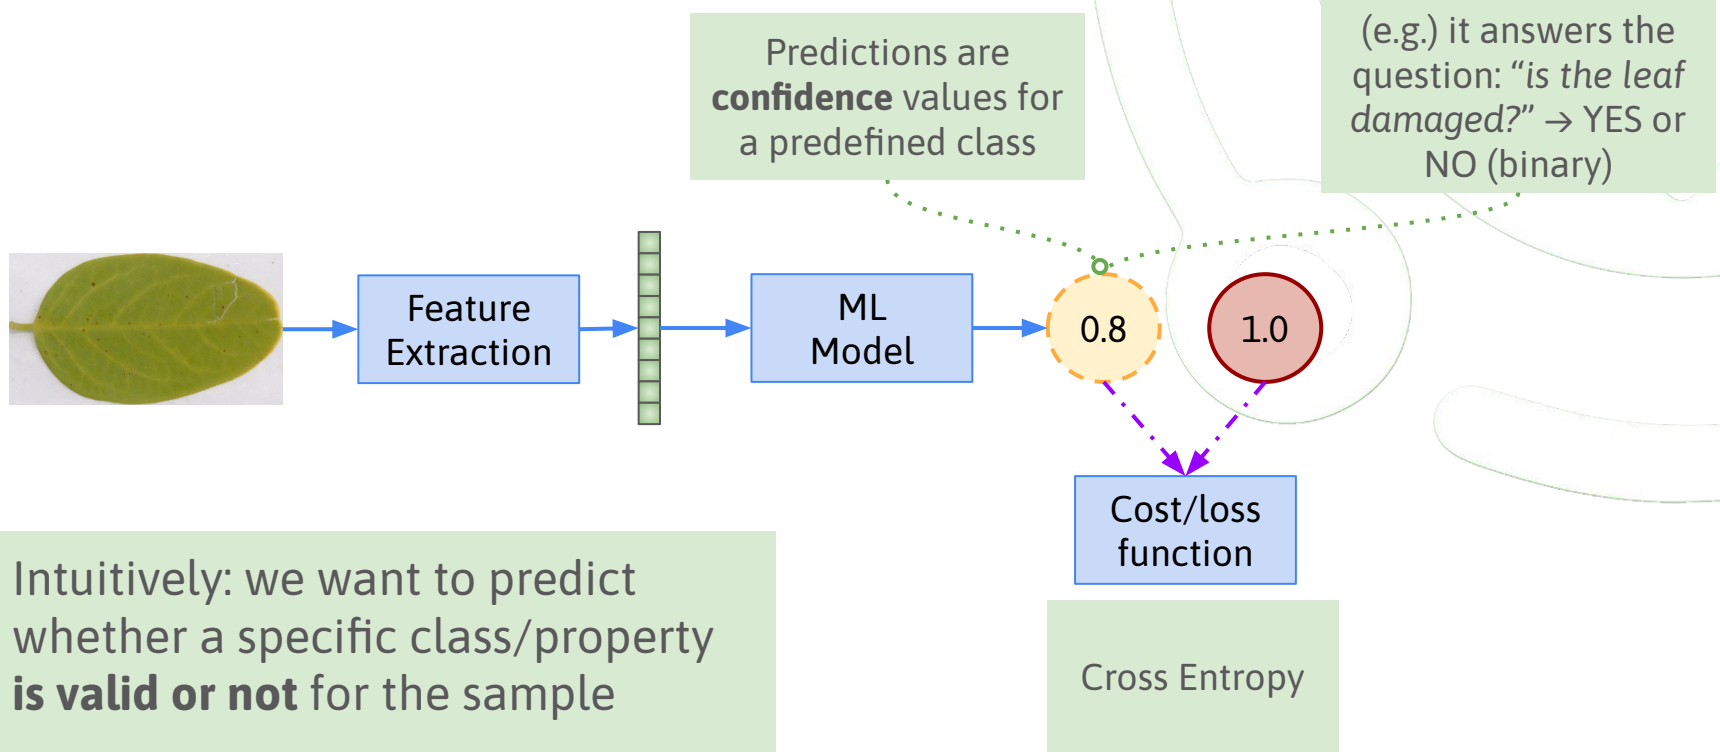 Predictions are
confidence values for
a predefined class
(e.g.) it answers the
question: “is the leaf
damaged?” → YES or
NO (binary)
Feature
Extraction
ML
Model
0.8
1.0
Cost/loss
function
Intuitively: we want to predict
whether a specific class/property
is valid or not for the sample
Cross Entropy